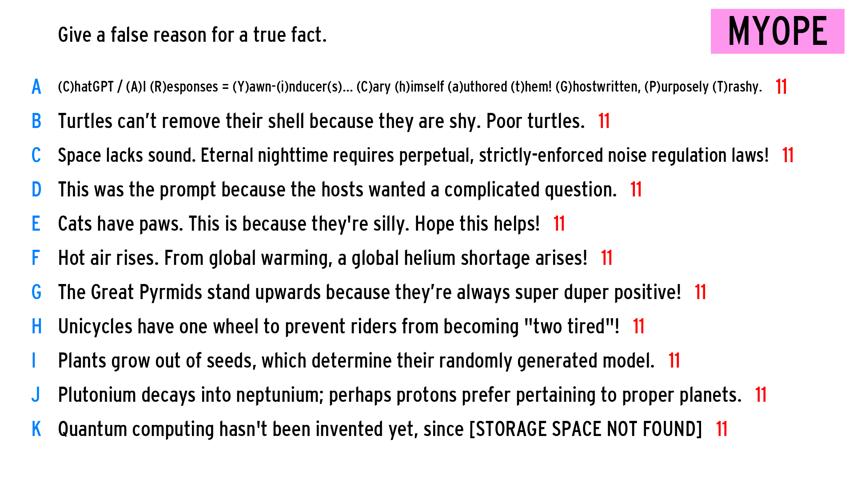 Give a false reason for a true fact.
MYOPE
A (C)hatGPT / (A)I (R)esponses = (Y)awn-(i)nducer(s)... (C)ary (h)imself (a)uthored (t)hem! (G)hostwritten, (P)urposely (T)rashy. 11
B Turtles can't remove their shell because they are shy. Poor turtles. 11
C Space lacks sound. Eternal nighttime requires perpetual, strictly-enforced noise regulation laws! 11
D This was the prompt because the hosts wanted a complicated question. 11
E Cats have paws. This is because they're silly. Hope this helps! 11
F Hot air rises. From global warming, a global helium shortage arises! 11
G The Great Pyrmids stand upwards because they're always super duper positive! 11
H Unicycles have one wheel to prevent riders from becoming "two tired"! 11
I Plants grow out of seeds, which determine their randomly generated model. 11
J Plutonium decays into neptunium; perhaps protons prefer pertaining to proper planets. 11
K Quantum computing hasn't been invented yet, since [STORAGE SPACE NOT FOUND] 11